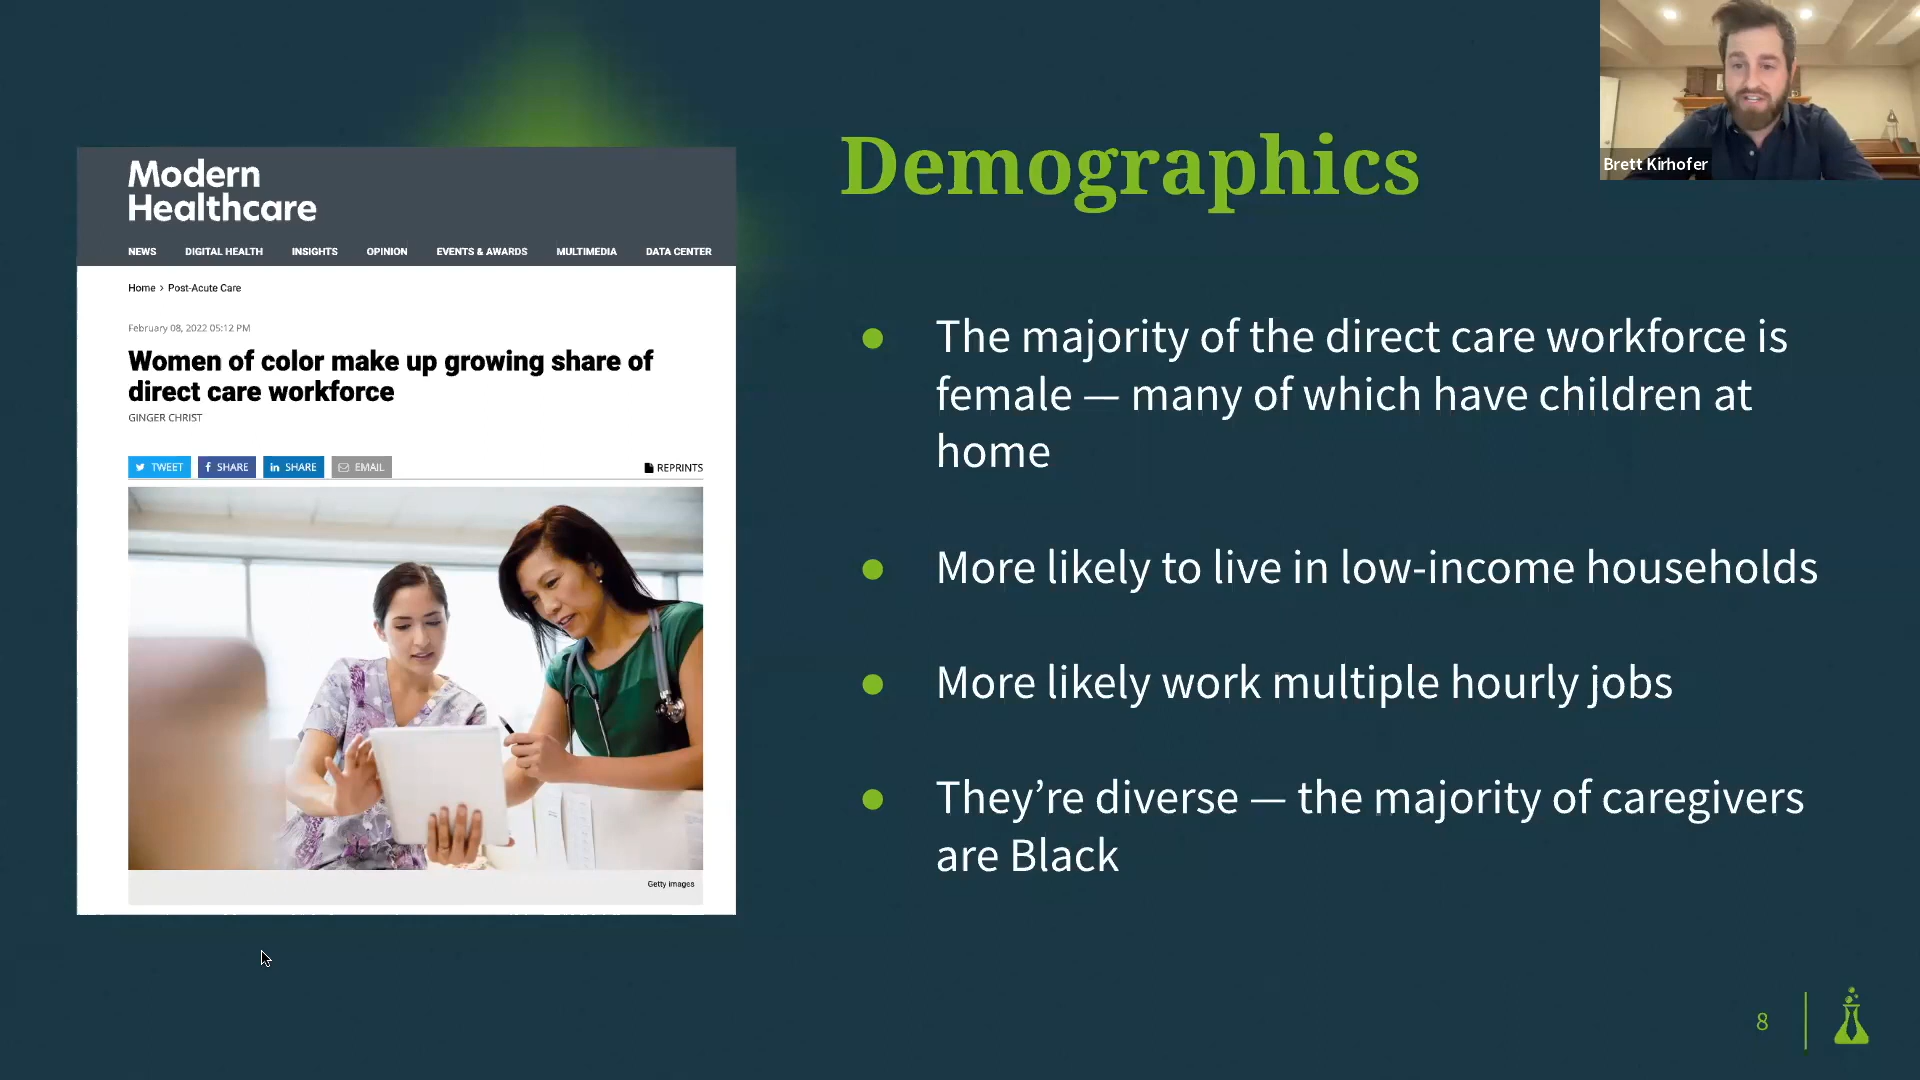 Modern
Healthcare
NEWS DIGITAL HEALTH INSIGHTS OPINION EVENTS & AWARDS MULTIMEDIA DATA CENTER
Home > Post-Acute Care
February 08, 2022 05:12 PM
Women of color make up growing share of
direct care workforce
GINGER CHRIST
TWEET SHARE SHARE EMAIL REPRINTS
Getty Images
Demographics
● The majority of the direct care workforce is
female — many of which have children at
home
● More likely to live in low-income households
● More likely work multiple hourly jobs
● They’re diverse — the majority of caregivers
are Black
Brett Kirhofer
8